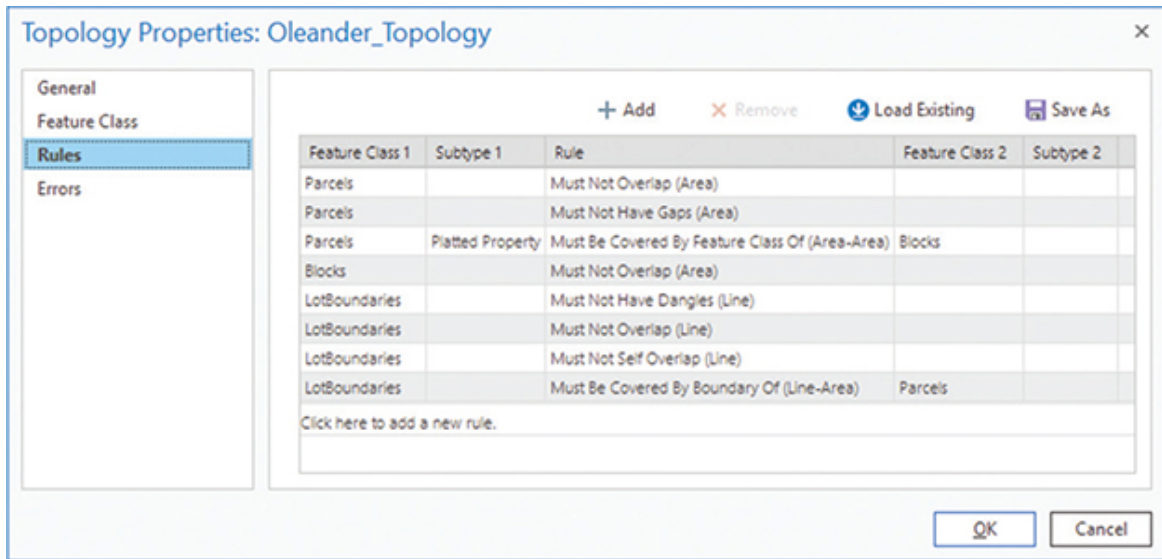 Topology Properties: Oleander_Topology
General
Feature Class
Rules
Errors
Add Remove Load Existing Save As
Feature Class 1 Subtype 1 Rule Feature Class 2 Subtype 2
Parcels Must Not Overlap (Area)
Parcels Must Not Have Gaps (Area)
Parcels Platted Property Must Be Covered By Feature Class Of (Area-Area) Blocks
Blocks Must Not Overlap (Area)
LotBoundaries Must Not Have Dangles (Line)
LotBoundaries Must Not Overlap (Line)
LotBoundaries Must Not Self Overlap (Line)
LotBoundaries Must Be Covered By Boundary Of (Line-Area) Parcels
Click here to add a new rule.
OK Cancel